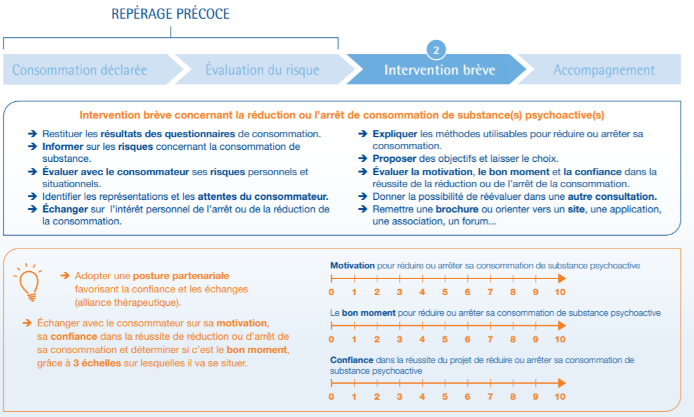 REPÉRAGE PRÉCOCE
2
Consommation déclarée
Évaluation du risque
Intervention brève
Accompagnement
Intervention brève concernant la réduction ou l'arrêt de consommation de substance(s) psychoactive(s)
➔ Restituer les résultats des questionnaires de consommation.
➔ Informer sur les risques concernant la consommation de
substance.
➔ Évaluer avec le consommateur ses risques personnels et
situationnels.
➔ Identifier les représentations et les attentes du consommateur.
➔ Échanger sur l'intérêt personnel de l'arrêt ou de la réduction de
la consommation.
➔ Expliquer les méthodes utilisables pour réduire ou arrêter sa
consommation.
➔ Proposer des objectifs et laisser le choix.
➔ Évaluer la motivation, le bon moment et la confiance dans la
réussite de la réduction ou de l'arrêt de la consommation.
➔ Donner la possibilité de réévaluer dans une autre consultation.
➔ Remettre une brochure ou orienter vers un site, une application,
une association, un forum...
➔ Adopter une posture partenariale
favorisant la confiance et les échanges
(alliance thérapeutique).
➔ Échanger avec le consommateur sur sa motivation,
sa confiance dans la réussite de réduction ou d'arrêt de
sa consommation et déterminer si c'est le bon moment,
grâce à 3 échelles sur lesquelles il va se situer.
Motivation pour réduire ou arrêter sa consommation de substance psychoactive
0 1 2 3 4 5 6 7 8 9 10
Le bon moment pour réduire ou arrêter sa consommation de substance psychoactive
0 1 2 3 4 5 6 7 8 9 10
Confiance dans la réussite du projet de réduire ou arrêter sa consommation de
substance psychoactive
0 1 2 3 4 5 6 7 8 9 10